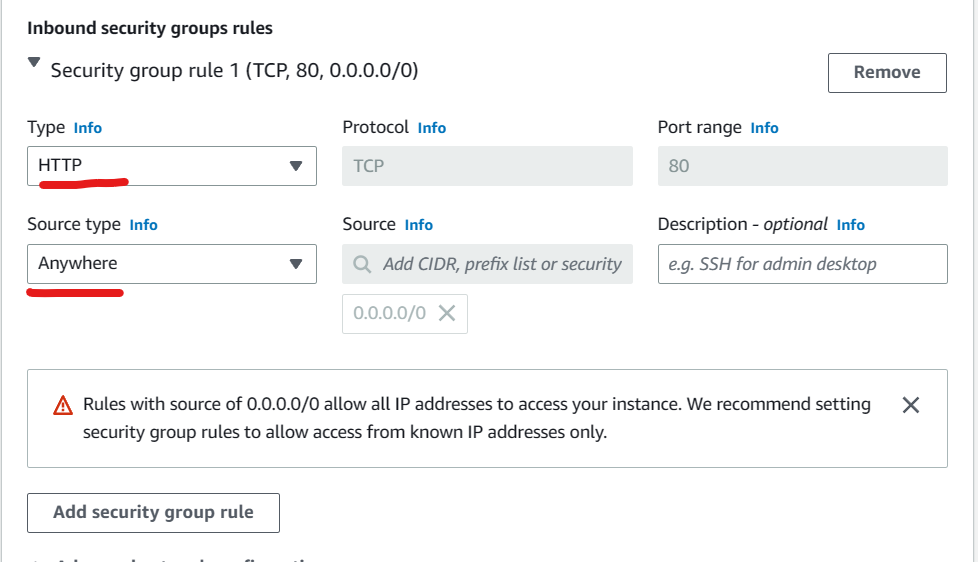 Inbound security groups rules
Security group rule 1 (TCP, 80, 0.0.0.0/0)
Remove
Type Info
Protocol Info
Port range Info
HTTP
TCP
80
Source type Info
Source Info
Description - optional Info
Anywhere
Add CIDR, prefix list or security
e.g. SSH for admin desktop
0.0.0.0/0
Rules with source of 0.0.0.0/0 allow all IP addresses to access your instance. We recommend setting
security group rules to allow access from known IP addresses only.
Add security group rule